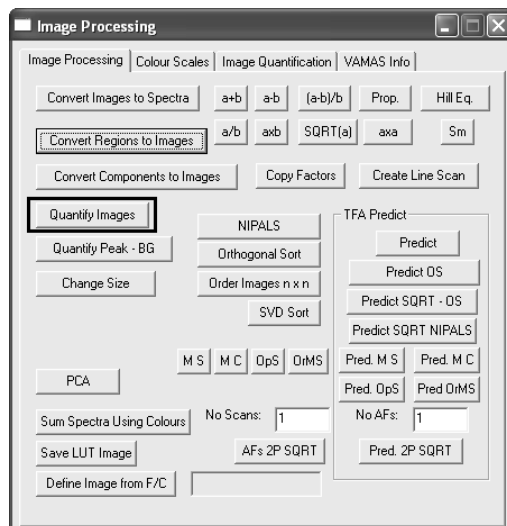 Image Processing
Image Processing Colour Scales Image Quantification VAMAS Info
Convert Images to Spectra a+b a-b (a-b)/b Prop. Hill Eq.
Convert Regions to Images a/b axb SQRT(a) axa Sm
Convert Components to Images Copy Factors Create Line Scan
Quantify Images NIPALS TFA Predict
Quantify Peak - BG Orthogonal Sort Predict
Change Size Order Images n x n Predict OS
SVD Sort Predict SQRT - OS
Predict SQRT NIPALS
M S M C OpS OrMS Pred. M S Pred. M C
PCA Pred. OpS Pred OrMS
Sum Spectra Using Colours No Scans: 1 No AFs: 1
Save LUT Image AFs 2P SQRT Pred. 2P SQRT
Define Image from F/C